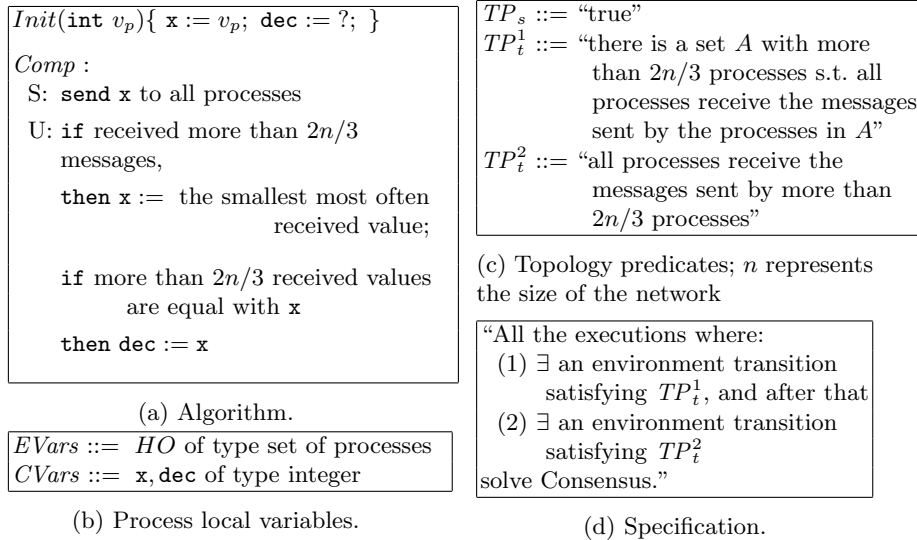 Init(int v_p){ x := v_p; dec := ?; }
Comp :
S: send x to all processes
U: if received more than 2n/3
messages,
then x := the smallest most often
received value;
if more than 2n/3 received values
are equal with x
then dec := x
(a) Algorithm.
EVars ::= HO of type set of processes
CVars ::= x, dec of type integer
(b) Process local variables.
TP_s ::= “true”
TP_t^1 ::= “there is a set A with more
than 2n/3 processes s.t. all
processes receive the messages
sent by the processes in A”
TP_t^2 ::= “all processes receive the
messages sent by more than
2n/3 processes”
(c) Topology predicates; n represents
the size of the network
“All the executions where:
(1) ∃ an environment transition
satisfying TP_t^1, and after that
(2) ∃ an environment transition
satisfying TP_t^2
solve Consensus.”
(d) Specification.